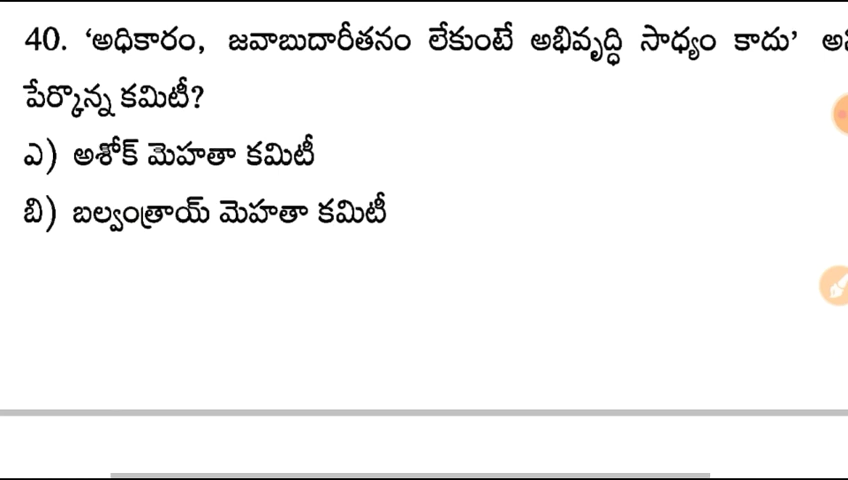 40. ‘అధికారం, జవాబుదారీతనం లేకుంటే అభివృద్ధి సాధ్యం కాదు’
పేర్కొన్న కమిటీ?
ఎ) అశోక్ మెహతా కమిటీ
బి) బల్వంత్రాయ్ మెహతా కమిటీ